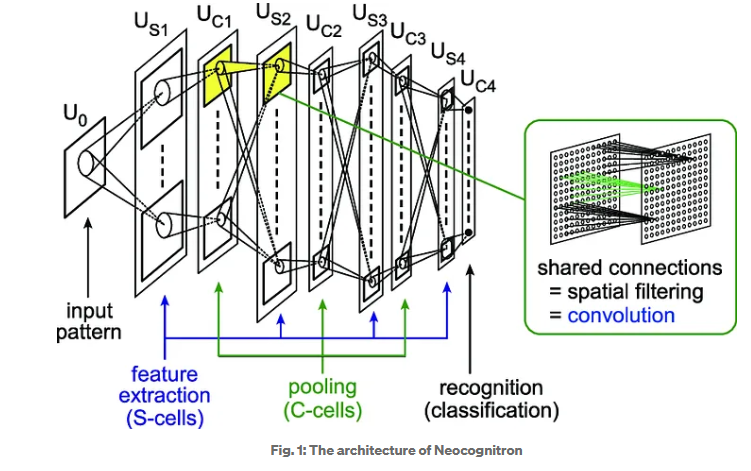 U0
US1
UC1
US2
UC2
US3
UC3
US4
UC4
input
pattern
feature
extraction
(S-cells)
pooling
(C-cells)
recognition
(classification)
shared connections
= spatial filtering
= convolution
Fig. 1: The architecture of Neocognitron